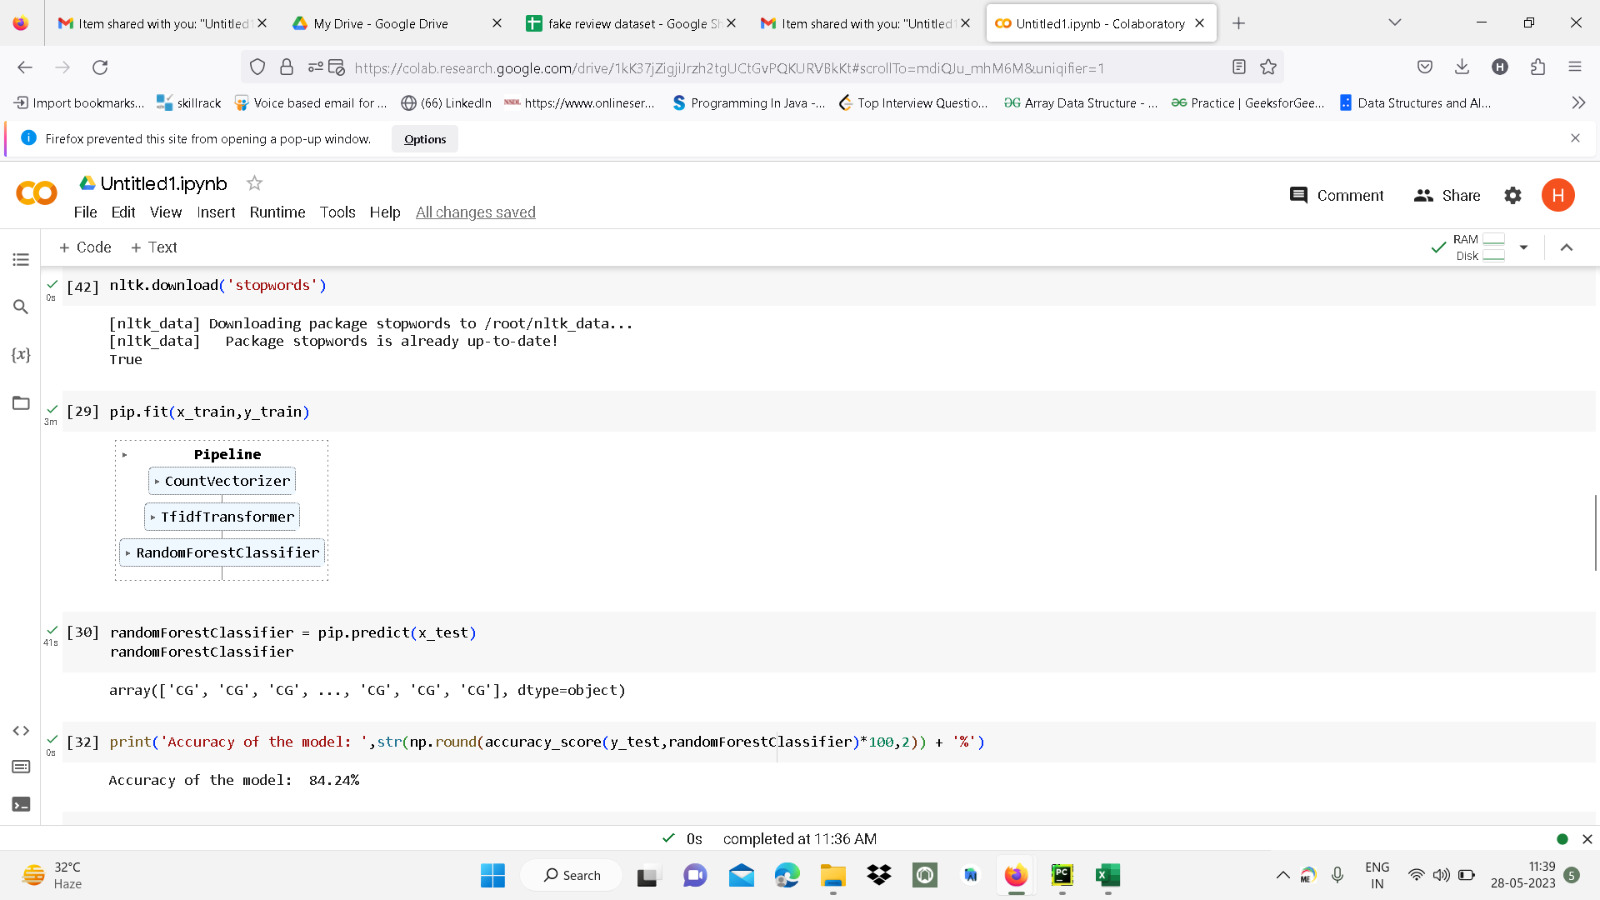 Item shared with you: "Untitled
My Drive - Google Drive
fake review dataset - Google Sh
Item shared with you: "Untitled
Untitled1.ipynb - Colaboratory
https://colab.research.google.com/drive/1kK37jZigjiJrzh2tgUCtGvPQKURVBkKt#scrollTo=mdiQJu_mhM6M&uniqifier=1
H
Import bookmarks...
skillrack
Voice based email for ...
(66) LinkedIn
https://www.onlineser...
Programming In Java -...
Top Interview Questio...
Array Data Structure - ...
Practice | GeeksforGee...
Data Structures and Al...
Firefox prevented this site from opening a pop-up window.
Options
Untitled1.ipynb
File Edit View Insert Runtime Tools Help All changes saved
Comment
Share
H
+ Code + Text
RAM
Disk
[42] nltk.download('stopwords')
0s
[nltk_data] Downloading package stopwords to /root/nltk_data...
[nltk_data]   Package stopwords is already up-to-date!
True
{x}
[29] pip.fit(x_train,y_train)
3m
Pipeline
CountVectorizer
TfidfTransformer
RandomForestClassifier
[30] randomForestClassifier = pip.predict(x_test)
41s
randomForestClassifier
array(['CG', 'CG', 'CG', ..., 'CG', 'CG', 'CG'], dtype=object)
[32] print('Accuracy of the model: ',str(np.round(accuracy_score(y_test,randomForestClassifier)*100,2)) + '%')
0s
Accuracy of the model:  84.24%
0s completed at 11:36 AM
32°C
Haze
Search
PC
ENG
IN
11:39
28-05-2023
5